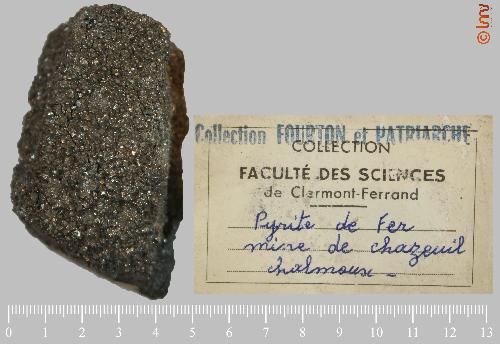 © lmv
Collection FOURTON et PATRIARCHE
COLLECTION
FACULTÉ DES SCIENCES
de Clermont-Ferrand
Pyrite de Fer
mine de chazeuil
chalmoux
0 1 2 3 4 5 6 7 8 9 10 11 12 13